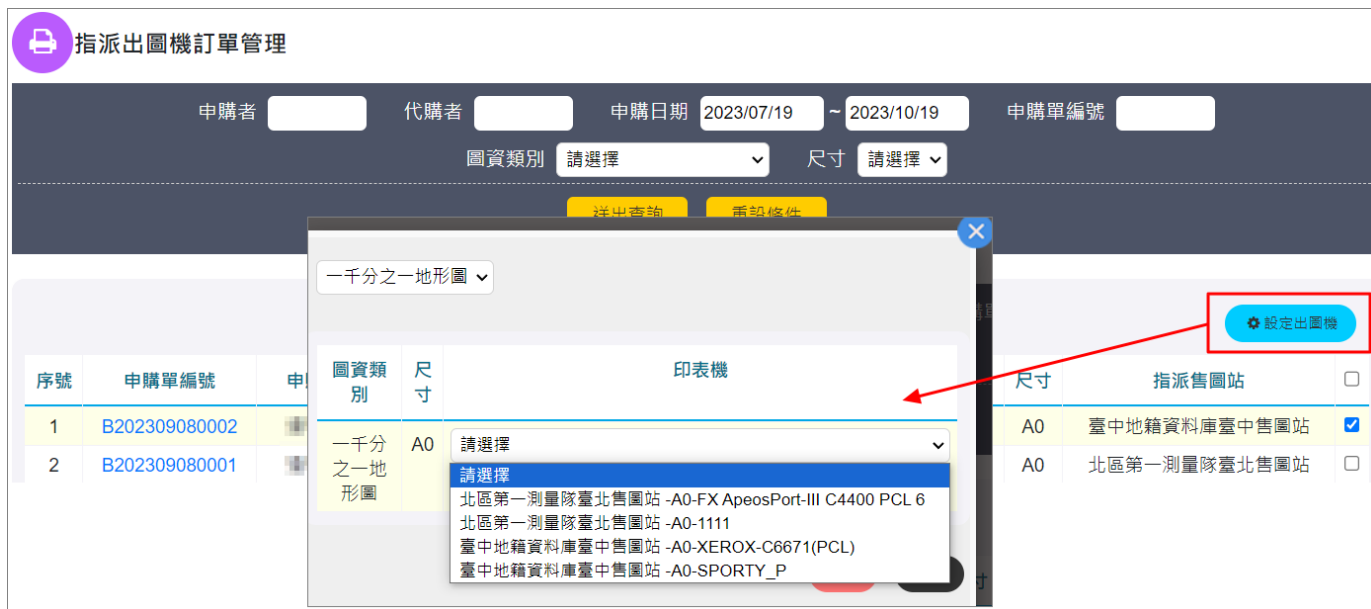 指派出圖機訂單管理
申購者 代購者 申購日期 2023/07/19 ~ 2023/10/19 申購單編號
圖資類別 請選擇 尺寸 請選擇
送出查詢 重設條件
一千分之一地形圖
設定出圖機
序號 申購單編號 尺寸 指派售圖站
1 B202309080002 A0 臺中地籍資料庫臺中售圖站
2 B202309080001 A0 北區第一測量隊臺北售圖站
圖資類別 尺寸 印表機
一千分之一地形圖 A0 請選擇
請選擇
北區第一測量隊臺北售圖站 -A0-FX ApeosPort-III C4400 PCL 6
北區第一測量隊臺北售圖站 -A0-1111
臺中地籍資料庫臺中售圖站 -A0-XEROX-C6671(PCL)
臺中地籍資料庫臺中售圖站 -A0-SPORTY_P